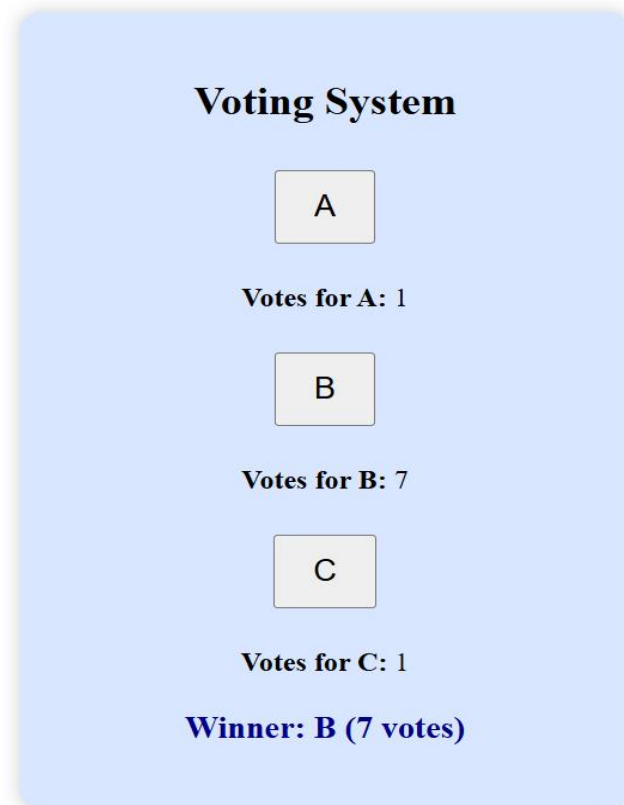 Voting System
A
Votes for A: 1
B
Votes for B: 7
C
Votes for C: 1
Winner: B (7 votes)